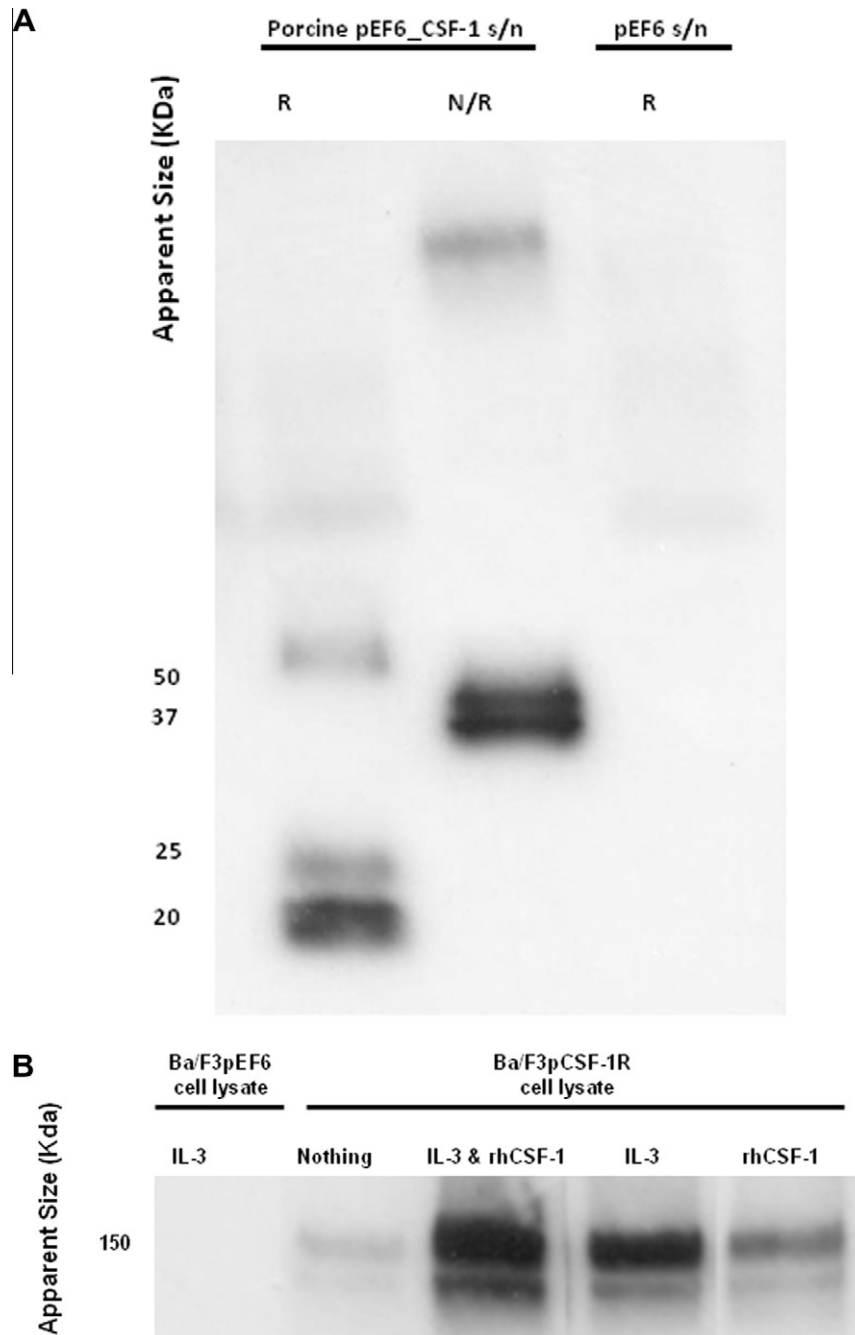 A
Porcine pEF6_CSF-1 s/n
pEF6 s/n
R
N/R
R
Apparent Size (KDa)
50
37
25
20
B
Ba/F3pEF6
cell lysate
Ba/F3pCSF-1R
cell lysate
IL-3
Nothing
IL-3 & rhCSF-1
IL-3
rhCSF-1
Apparent Size (Kda)
150